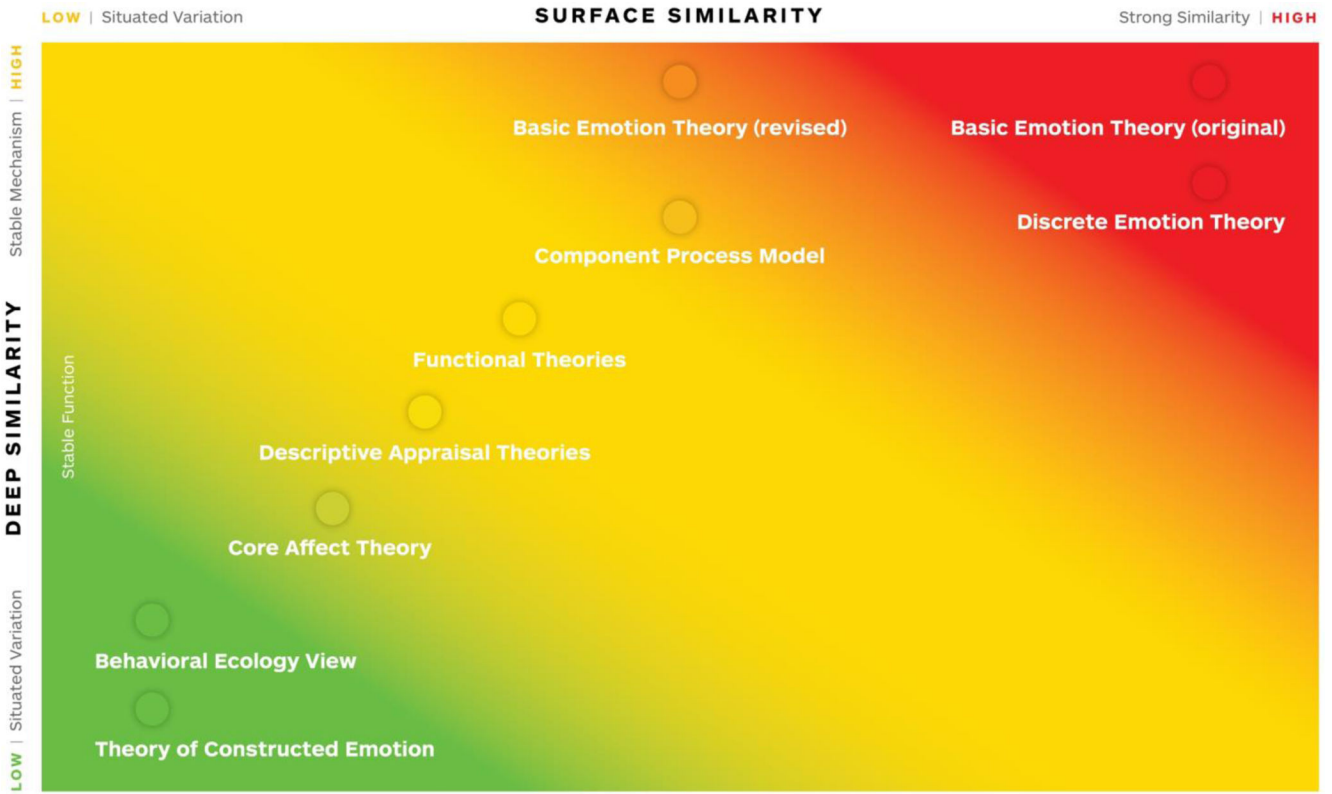 LOW | Situated Variation
SURFACE SIMILARITY
Strong Similarity | HIGH
DEEP SIMILARITY
Stable Mechanism | HIGH
Stable Function
LOW | Situated Variation
Basic Emotion Theory (revised)
Basic Emotion Theory (original)
Discrete Emotion Theory
Component Process Model
Functional Theories
Descriptive Appraisal Theories
Core Affect Theory
Behavioral Ecology View
Theory of Constructed Emotion